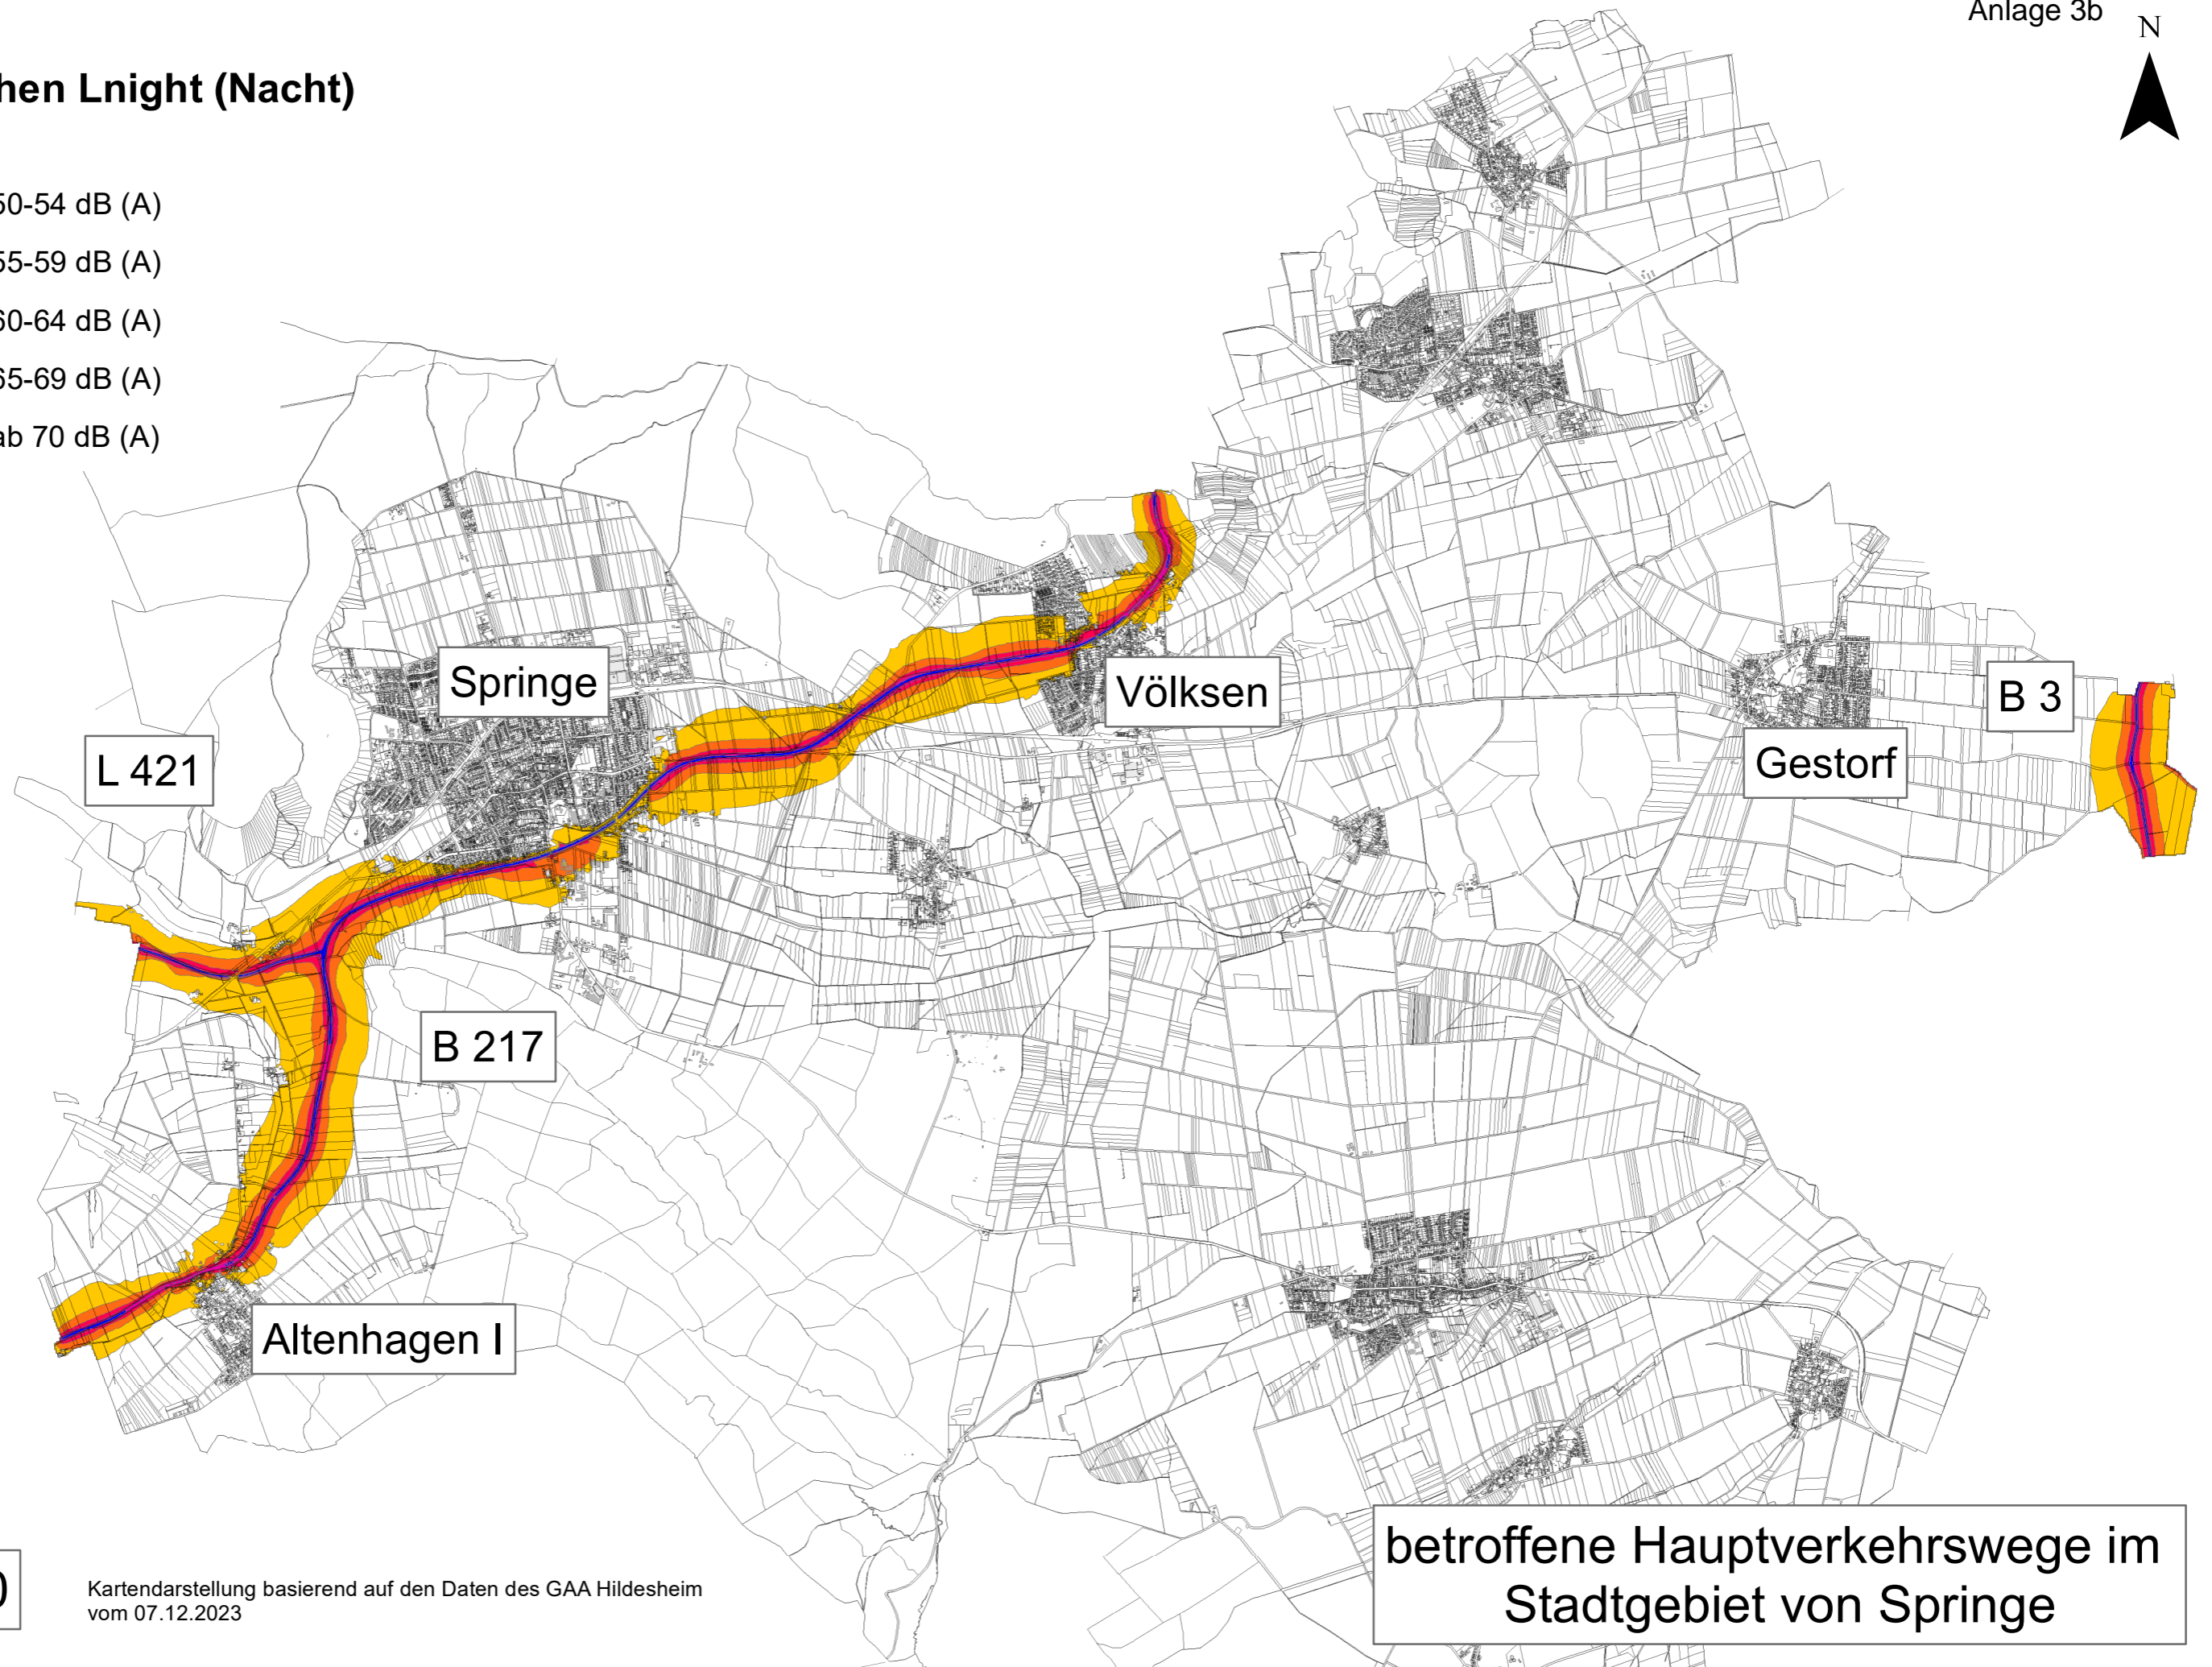 Anlage 3b
N
hen Lnight (Nacht)
50-54 dB (A)
55-59 dB (A)
60-64 dB (A)
65-69 dB (A)
ab 70 dB (A)
Springe
Völksen
B 3
L 421
Gestorf
B 217
Altenhagen I
betroffene Hauptverkehrswege im
Stadtgebiet von Springe
Kartendarstellung basierend auf den Daten des GAA Hildesheim
vom 07.12.2023